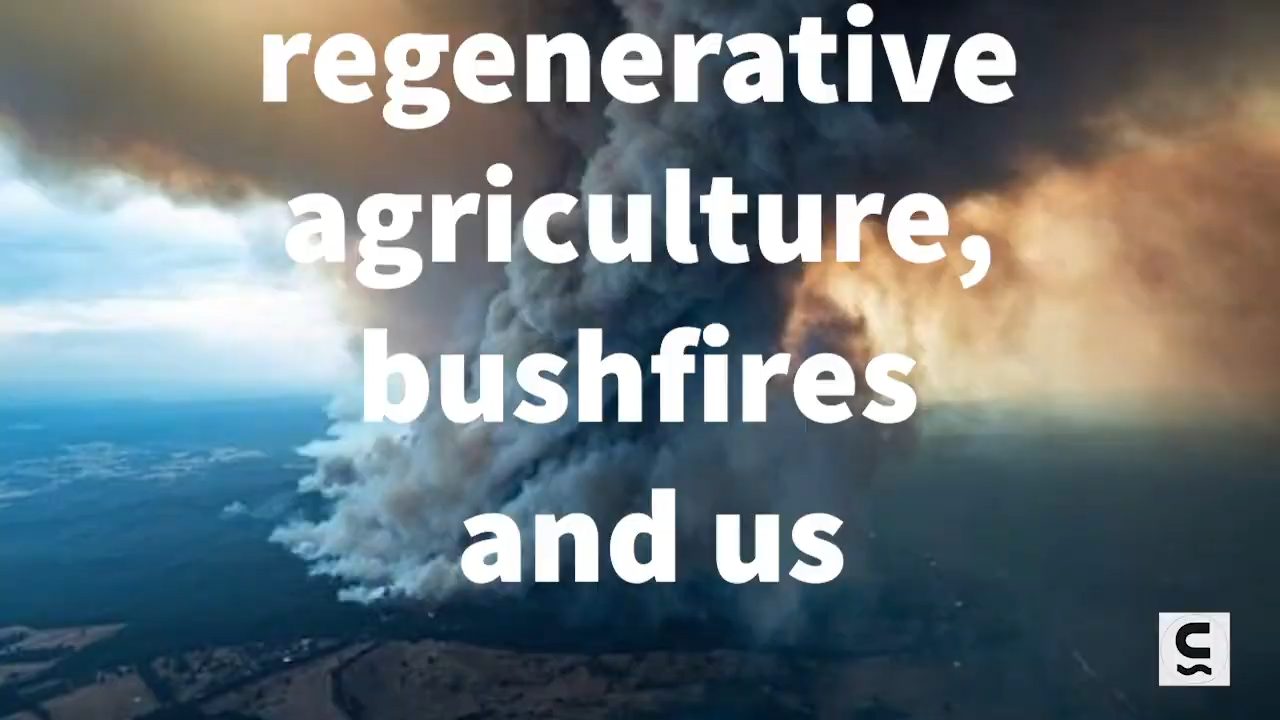 regenerative
agriculture,
bushfires
and us